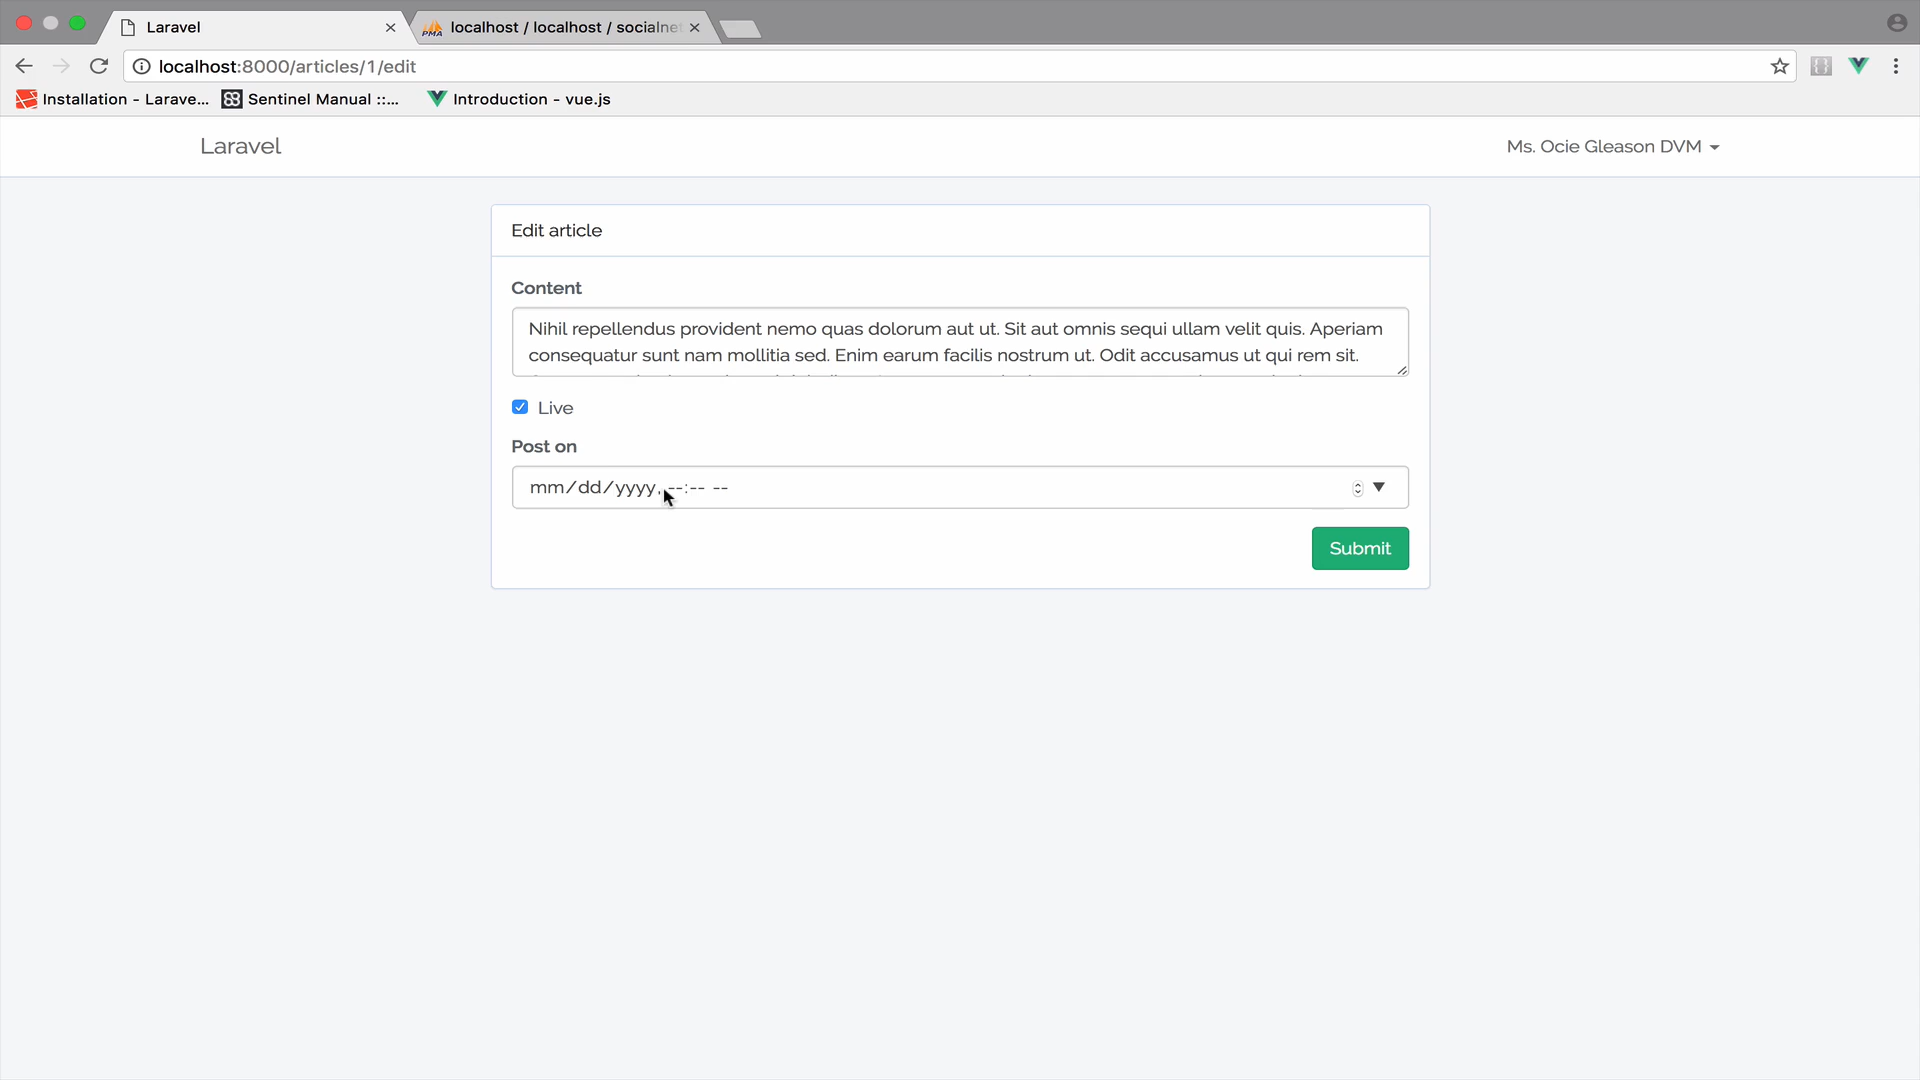 Laravel
localhost / localhost / socialne
localhost:8000/articles/1/edit
Installation - Larave...
Sentinel Manual ::...
Introduction - vue.js
Laravel
Ms. Ocie Gleason DVM
Edit article
Content
Nihil repellendus provident nemo quas dolorum aut ut. Sit aut omnis sequi ullam velit quis. Aperiam
consequatur sunt nam mollitia sed. Enim earum facilis nostrum ut. Odit accusamus ut qui rem sit.
Live
Post on
mm/dd/yyyy, --:-- --
Submit